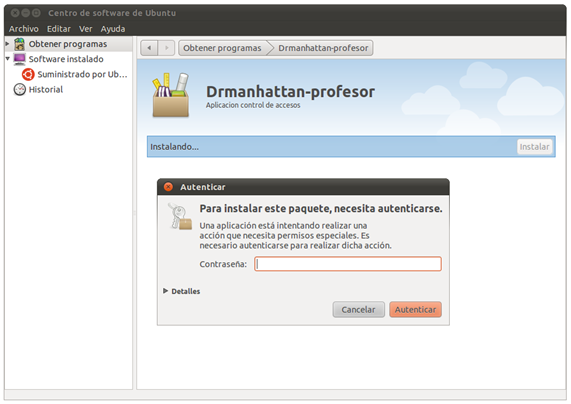 Centro de software de Ubuntu
Archivo Editar Ver Ayuda
Obtener programas
Software instalado
Suministrado por Ub...
Historial
Obtener programas Drmanhattan-profesor
Drmanhattan-profesor
Aplicacion control de accesos
Instalando... Instalar
Autenticar
Para instalar este paquete, necesita autenticarse.
Una aplicación está intentando realizar una
acción que necesita permisos especiales. Es
necesario autenticarse para realizar dicha acción.
Contraseña:
Detalles
Cancelar Autenticar